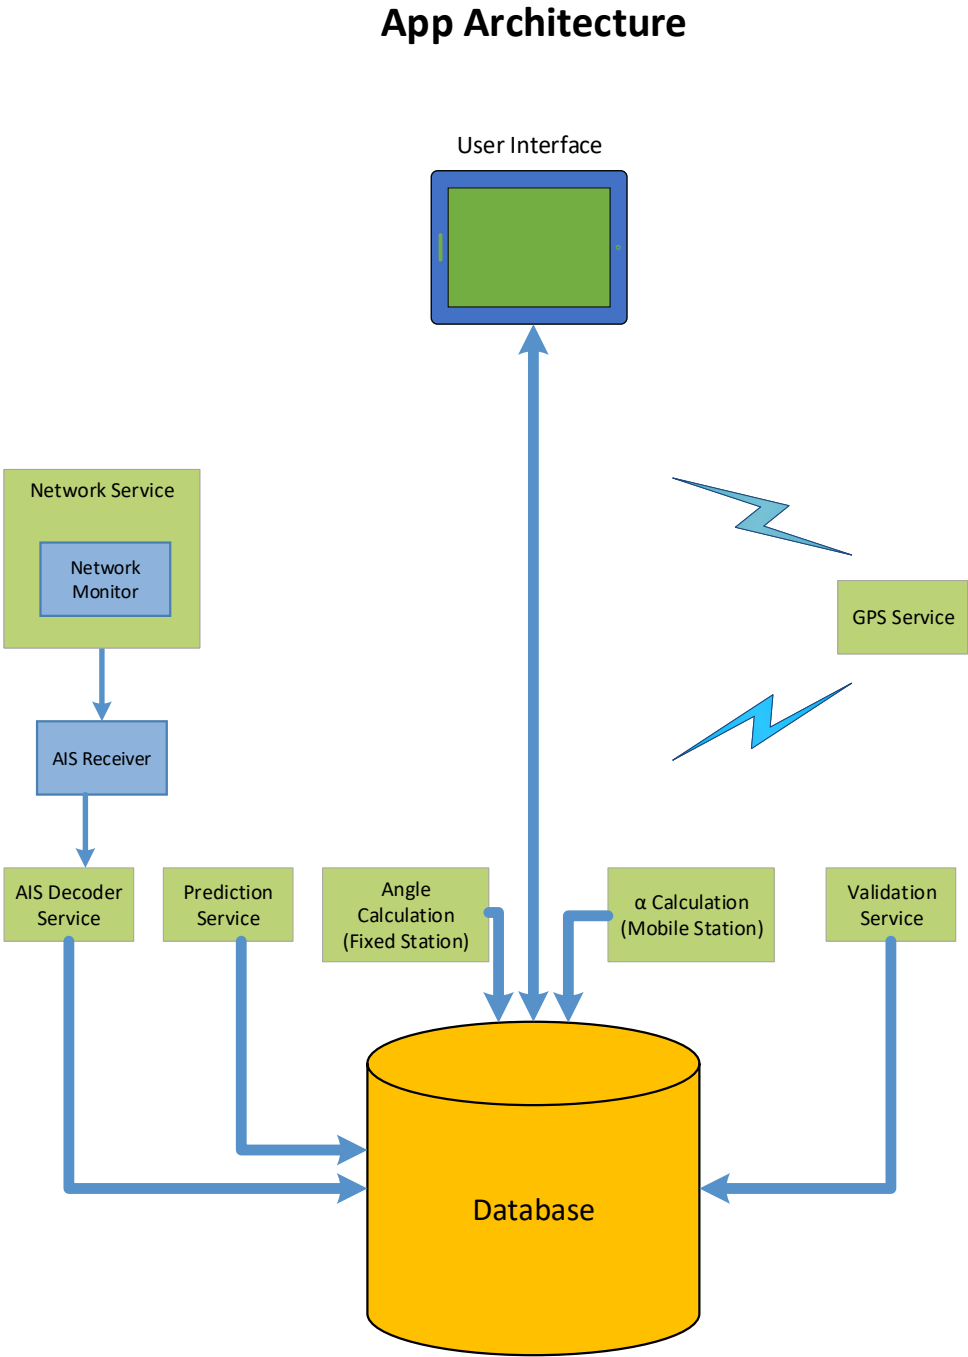 App Architecture
User Interface
Network Service
Network
Monitor
GPS Service
AIS Receiver
AIS Decoder
Service
Prediction
Service
Angle
Calculation
(Fixed Station)
α Calculation
(Mobile Station)
Validation
Service
Database